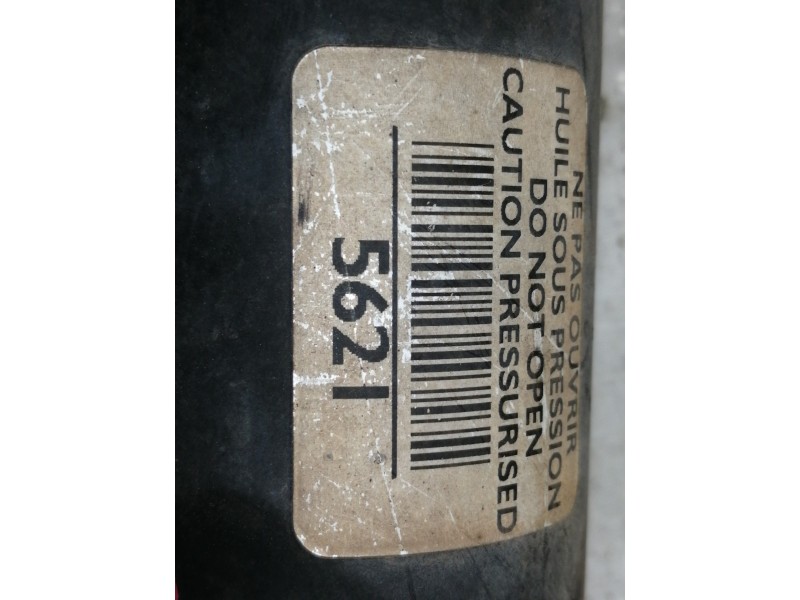 NE PAS OUVRIR
HUILE SOUS PRESSION
DO NOT OPEN
CAUTION PRESSURISED
5621